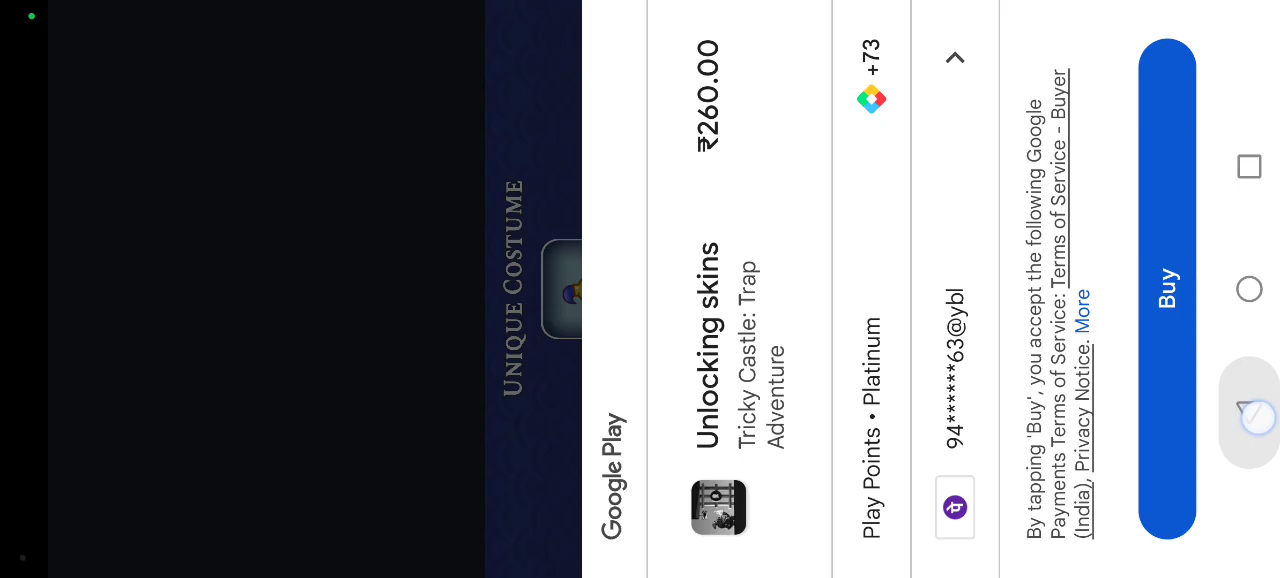 UNIQUE COSTUME
Google Play
Unlocking skins
₹260.00
Tricky Castle: Trap
Adventure
Play Points • Platinum
+73
94******63@ybl
By tapping 'Buy', you accept the following Google
Payments Terms of Service: Terms of Service - Buyer
(India), Privacy Notice. More
Buy